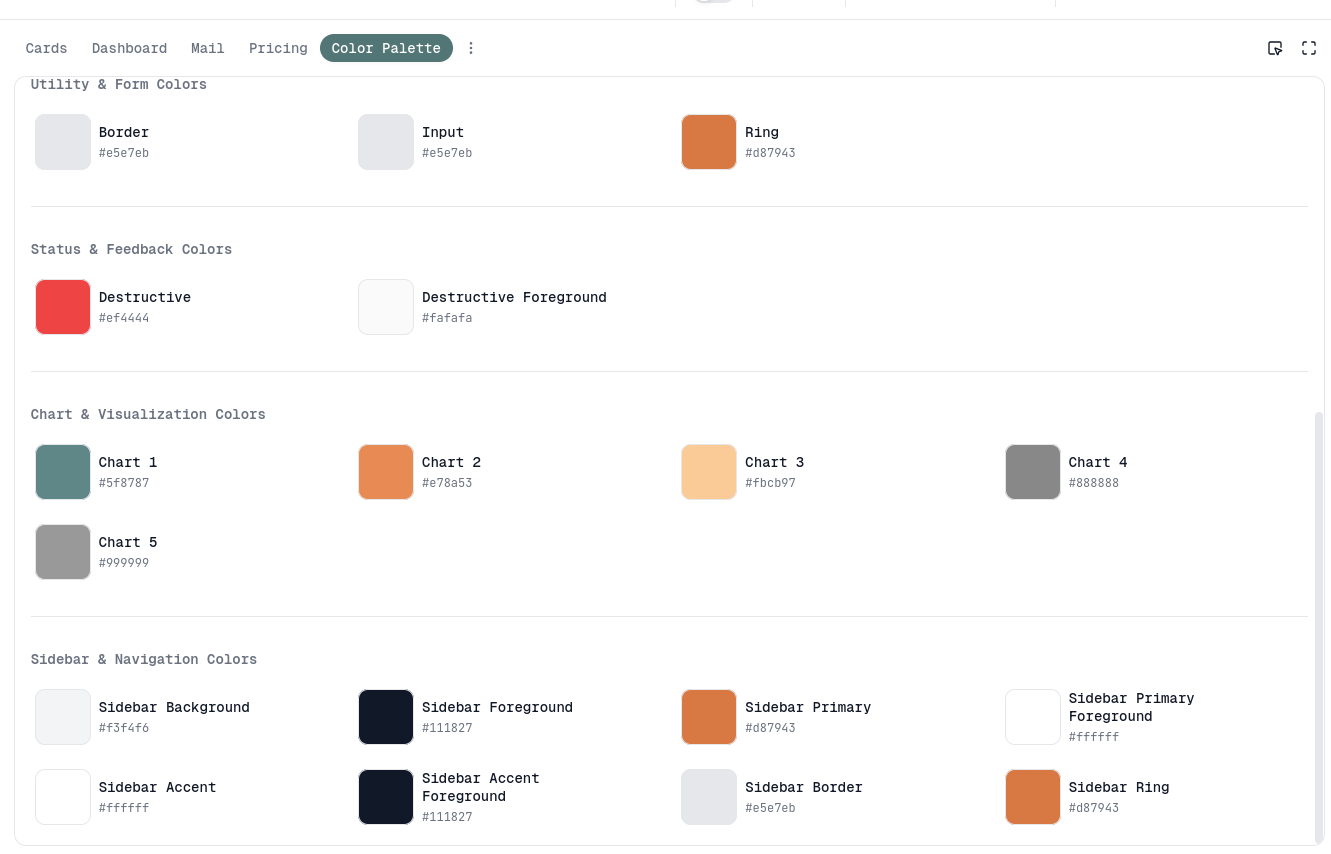 Cards Dashboard Mail Pricing Color Palette
Utility & Form Colors
Border
#e5e7eb
Input
#e5e7eb
Ring
#d87943
Status & Feedback Colors
Destructive
#ef4444
Destructive Foreground
#fafafa
Chart & Visualization Colors
Chart 1
#5f8787
Chart 2
#e78a53
Chart 3
#fbcb97
Chart 4
#888888
Chart 5
#999999
Sidebar & Navigation Colors
Sidebar Background
#f3f4f6
Sidebar Foreground
#111827
Sidebar Primary
#d87943
Sidebar Primary
Foreground
#ffffff
Sidebar Accent
#ffffff
Sidebar Accent
Foreground
#111827
Sidebar Border
#e5e7eb
Sidebar Ring
#d87943